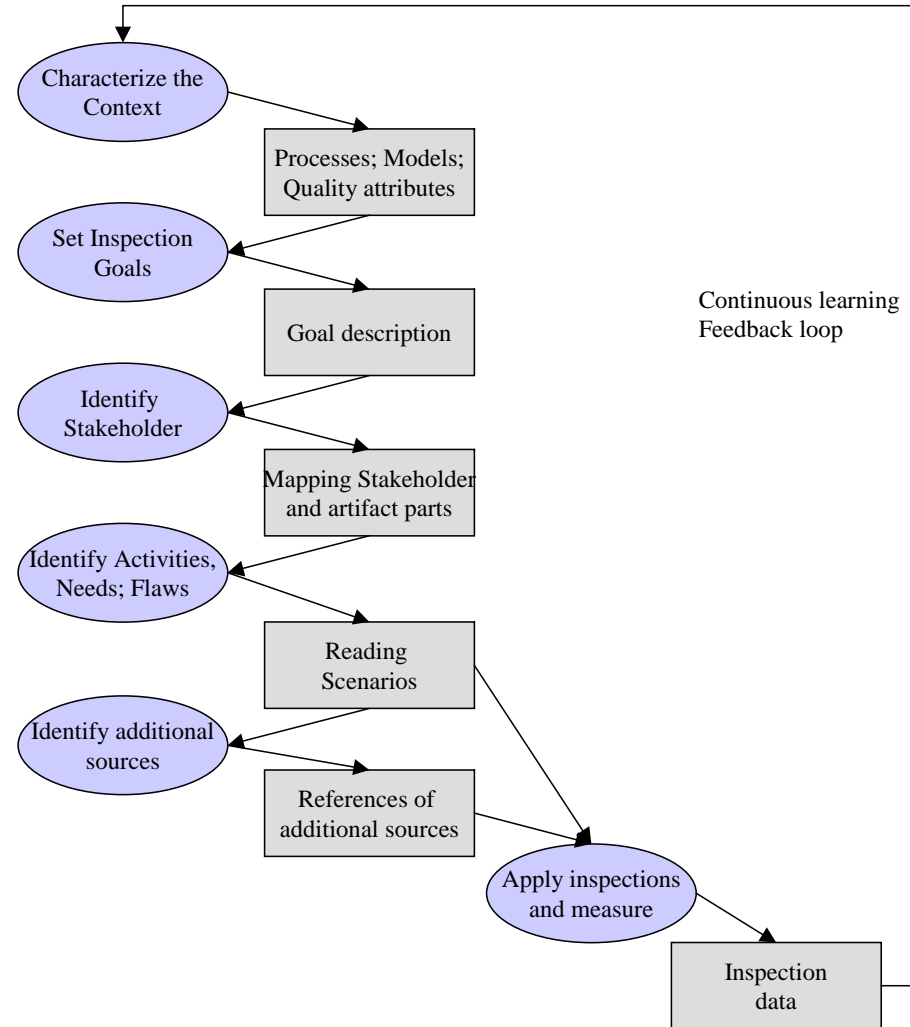 Characterize the
Context
Processes; Models;
Quality attributes
Set Inspection
Goals
Goal description
Continuous learning
Feedback loop
Identify
Stakeholder
Mapping Stakeholder
and artifact parts
Identify Activities,
Needs; Flaws
Reading
Scenarios
Identify additional
sources
References of
additional sources
Apply inspections
and measure
Inspection
data